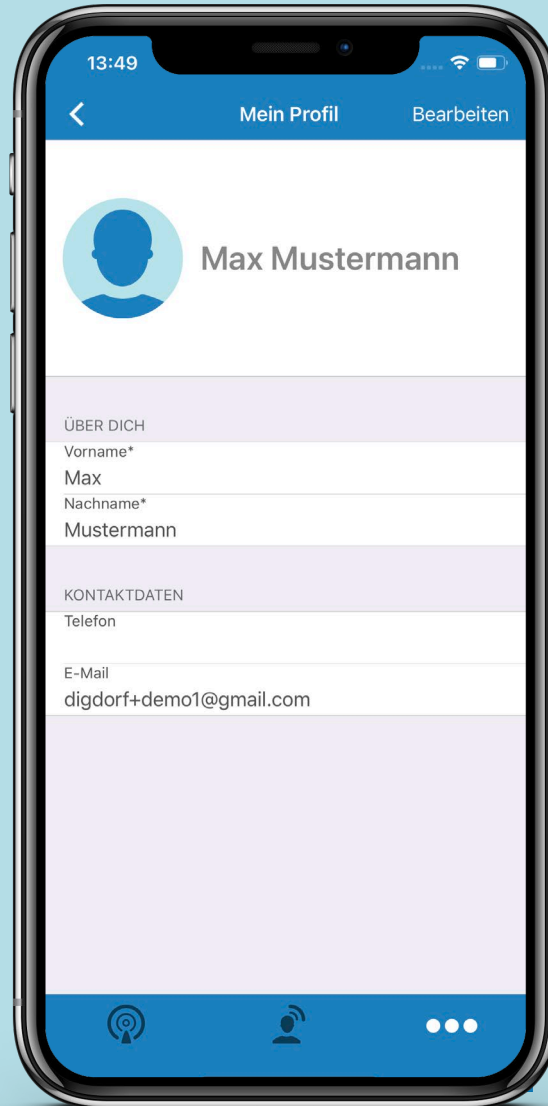 13:49
Mein Profil
Bearbeiten
Max Mustermann
ÜBER DICH
Vorname*
Max
Nachname*
Mustermann
KONTAKTDATEN
Telefon
E-Mail
digdorf+demo1@gmail.com